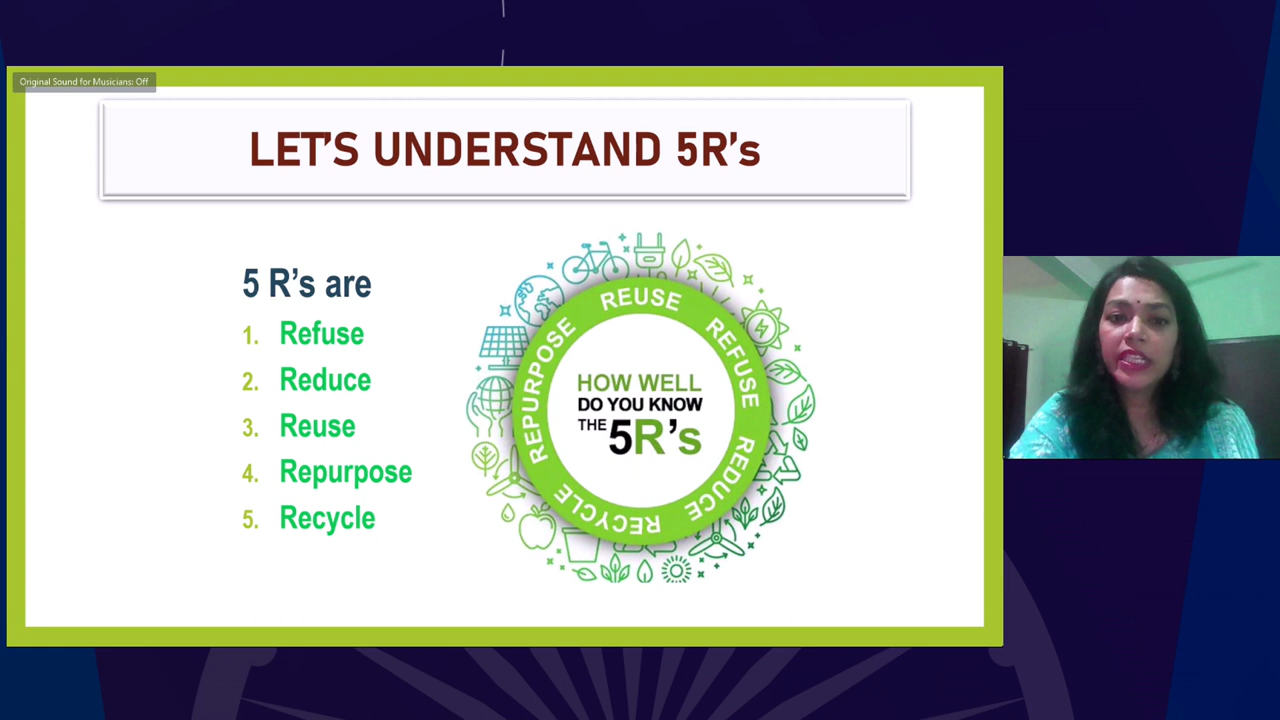 Original Sound for Musicians: Off
LET'S UNDERSTAND 5R's
5 R's are
1. Refuse
2. Reduce
3. Reuse
4. Repurpose
5. Recycle
REUSE
REFUSE
REDUCE
RECYCLE
REPURPOSE
HOW WELL
DO YOU KNOW
THE 5R's